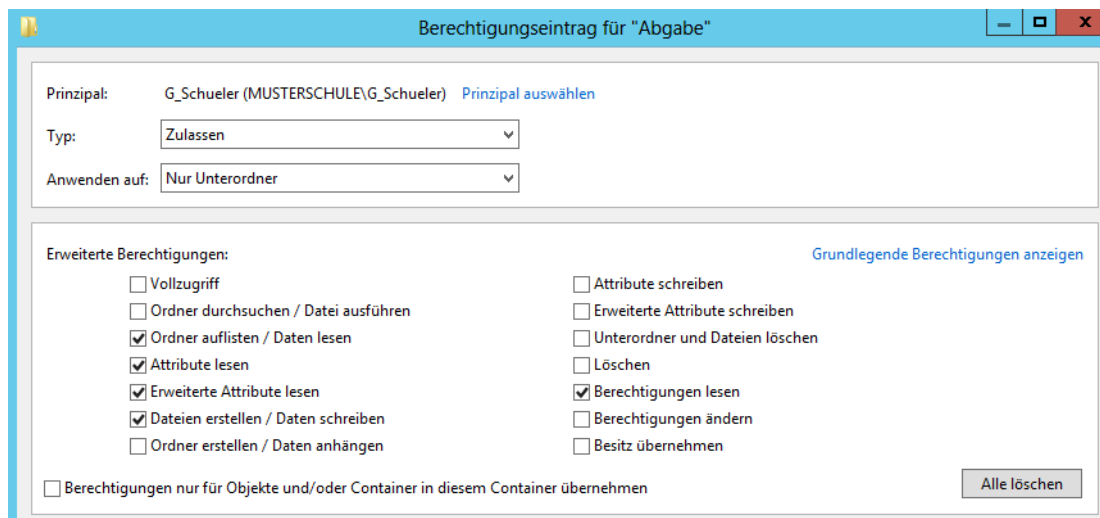 Berechtigungseintrag für "Abgabe"
Prinzipal: G_Schueler (MUSTERSCHULE\G_Schueler) Prinzipal auswählen
Typ: Zulassen
Anwenden auf: Nur Unterordner
Erweiterte Berechtigungen: Grundlegende Berechtigungen anzeigen
Vollzugriff Attribute schreiben
Ordner durchsuchen / Datei ausführen Erweiterte Attribute schreiben
Ordner auflisten / Daten lesen Unterordner und Dateien löschen
Attribute lesen Löschen
Erweiterte Attribute lesen Berechtigungen lesen
Dateien erstellen / Daten schreiben Berechtigungen ändern
Ordner erstellen / Daten anhängen Besitz übernehmen
Berechtigungen nur für Objekte und/oder Container in diesem Container übernehmen Alle löschen